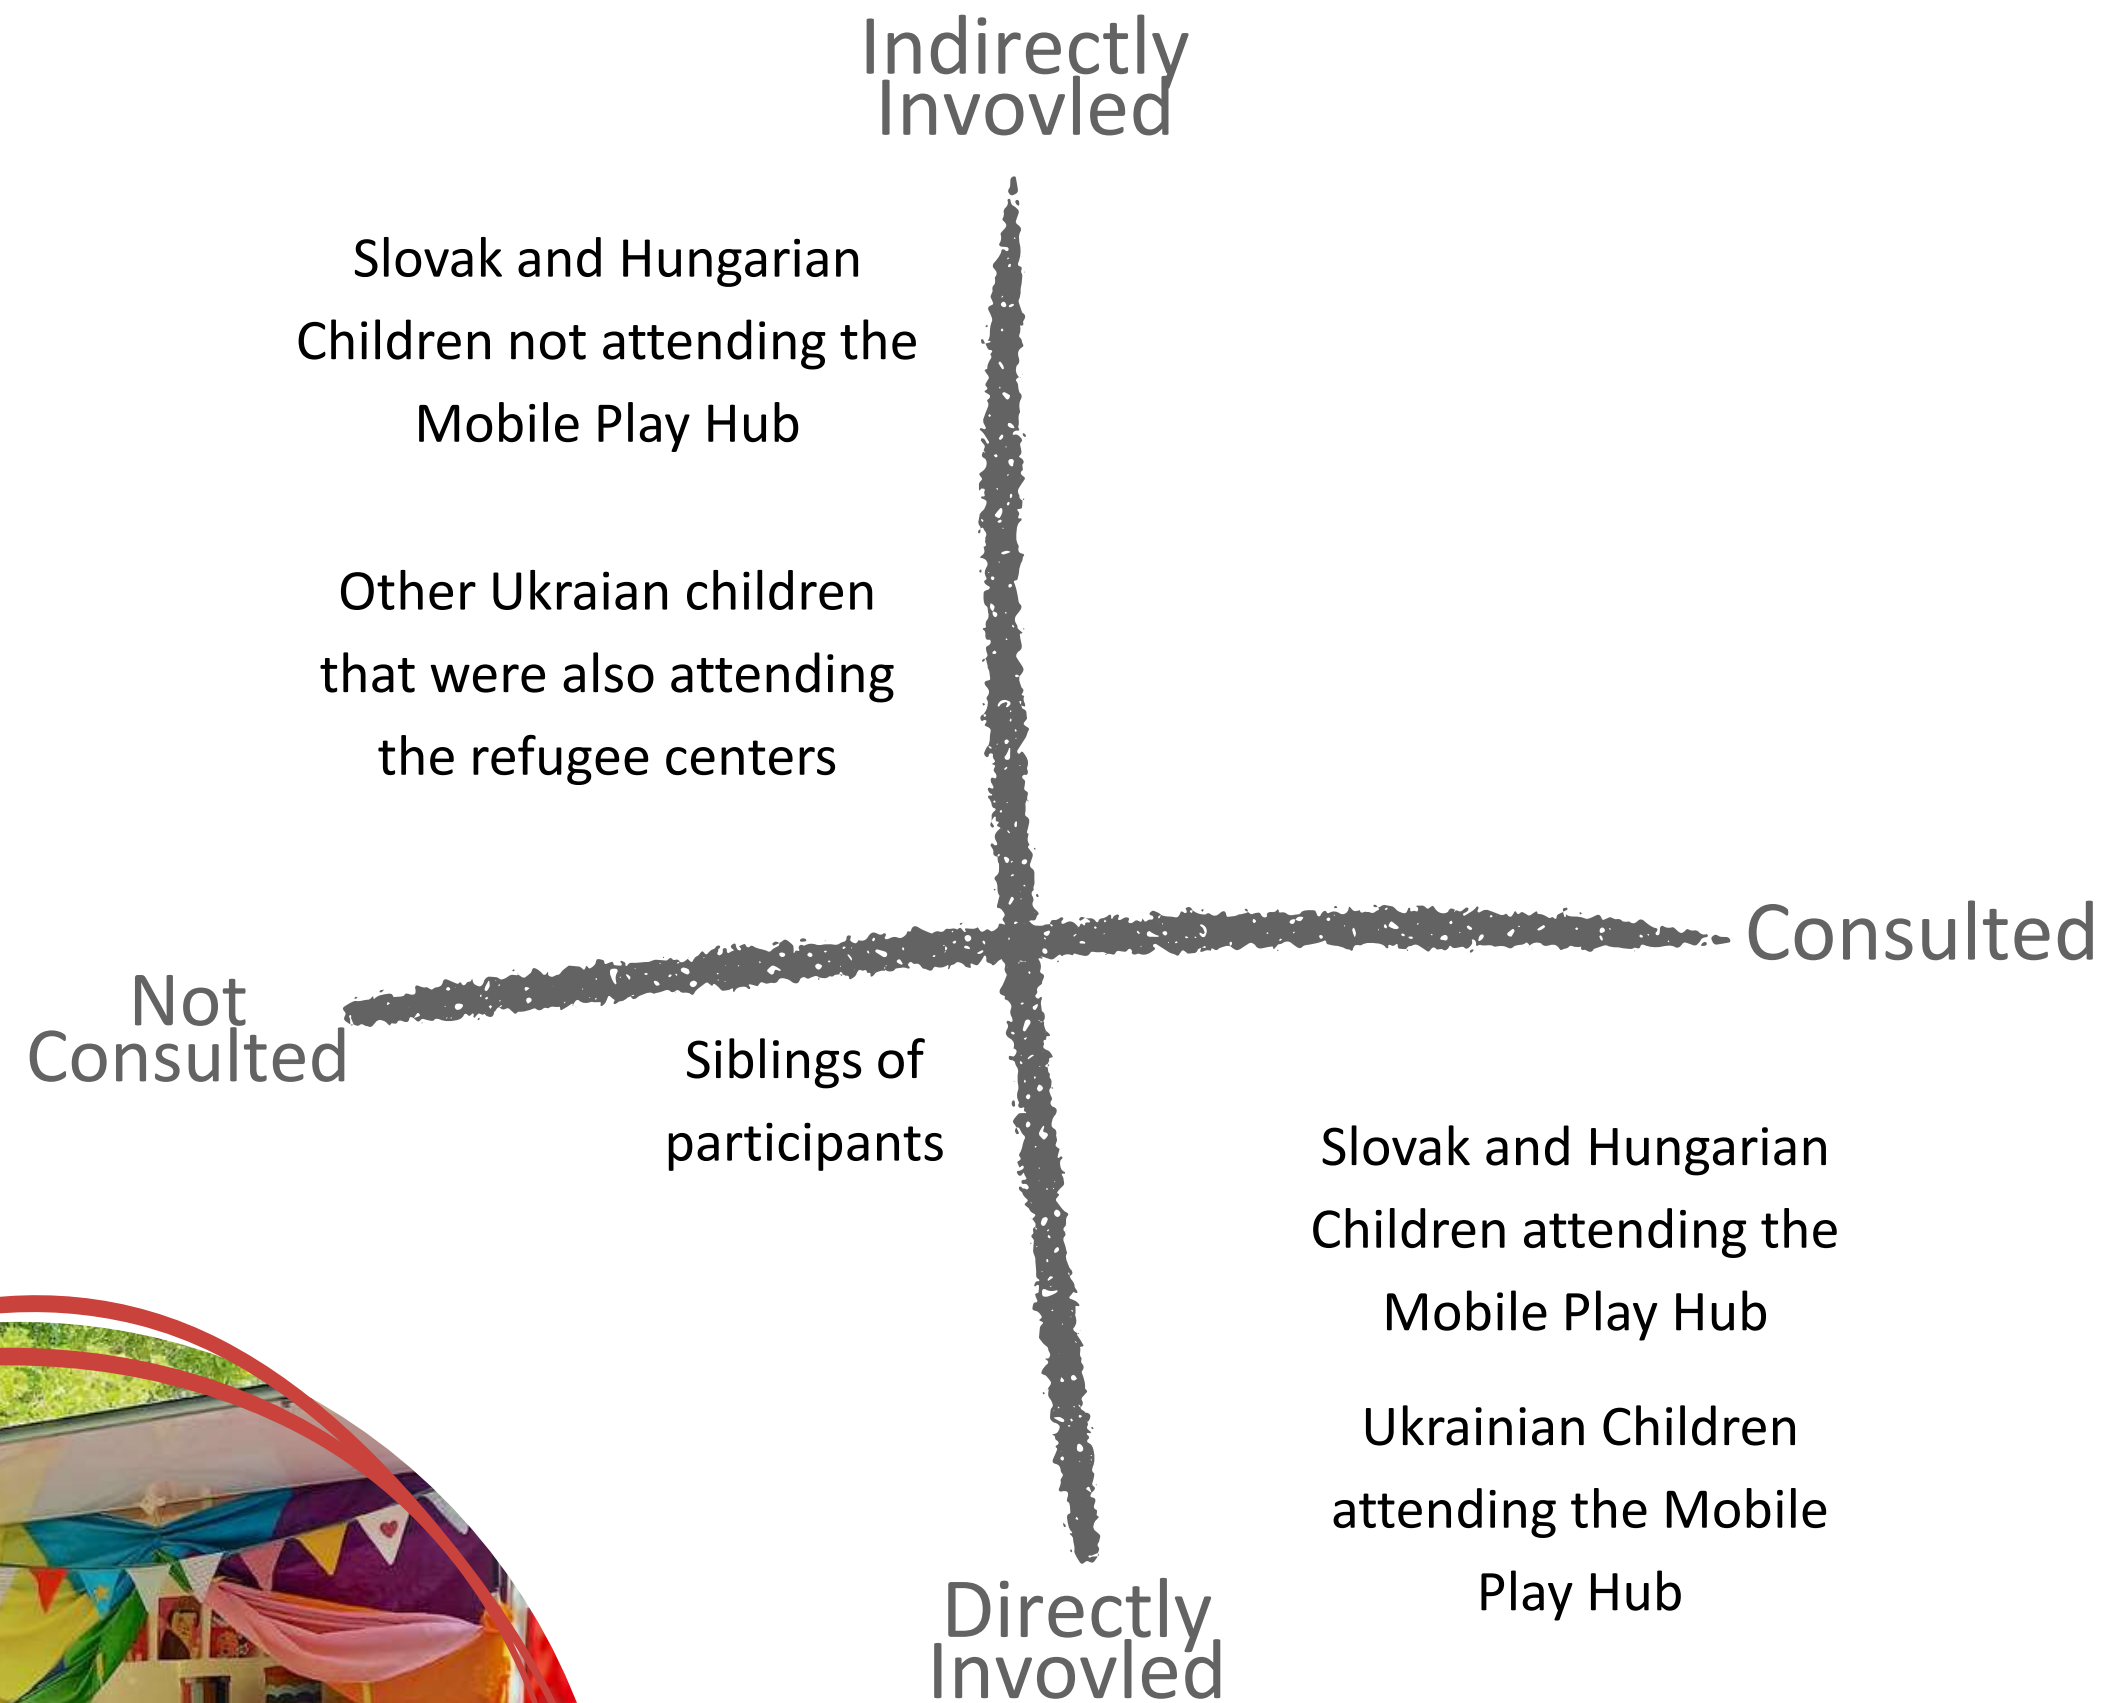 Indirectly
Invovled
Slovak and Hungarian
Children not attending the
Mobile Play Hub
Other Ukraian children
that were also attending
the refugee centers
Consulted
Not
Consulted
Siblings of
participants
Slovak and Hungarian
Children attending the
Mobile Play Hub
Ukrainian Children
attending the Mobile
Play Hub
Directly
Invovled